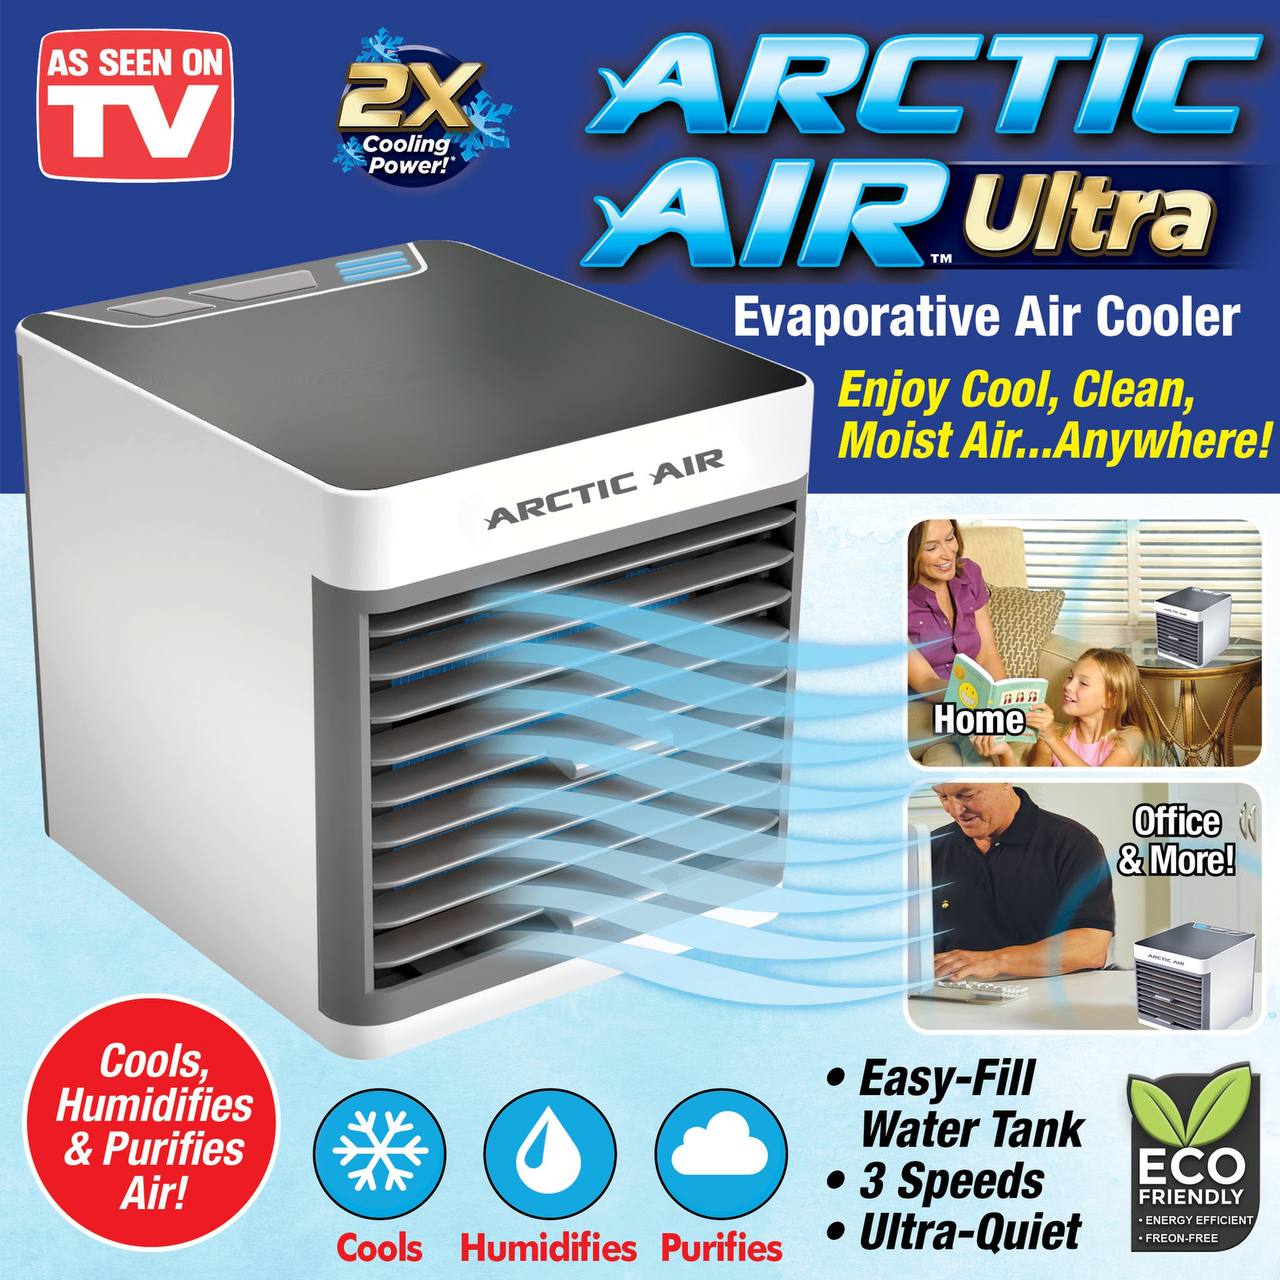 AS SEEN ON
TV
2X
Cooling
Power!*
ARCTIC
AIR™ Ultra
Evaporative Air Cooler
Enjoy Cool, Clean,
Moist Air...Anywhere!
ARCTIC AIR
ARCTIC AIR
Home
Office
& More!
ARCTIC AIR
Cools,
Humidifies
& Purifies
Air!
Cools
Humidifies
Purifies
• Easy-Fill
Water Tank
• 3 Speeds
• Ultra-Quiet
ECO
FRIENDLY
• ENERGY EFFICIENT
• FREON-FREE